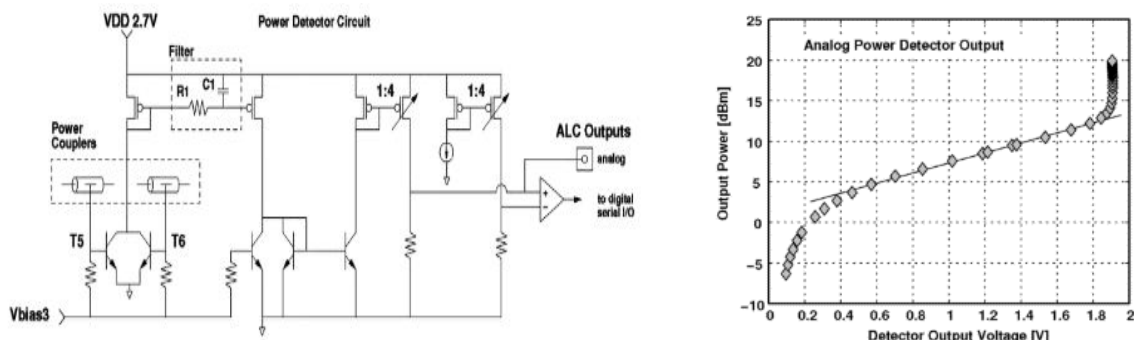 VDD 2.7V
Power Detector Circuit
Filter
R1
C1
1:4
1:4
Power
Couplers
ALC Outputs
analog
+
−
to digital
serial I/O
T5
T6
Vbias3
Analog Power Detector Output
Output Power [dBm]
25
20
15
10
5
0
−5
−10
0 0.2 0.4 0.6 0.8 1 1.2 1.4 1.6 1.8 2
Detector Output Voltage [V]